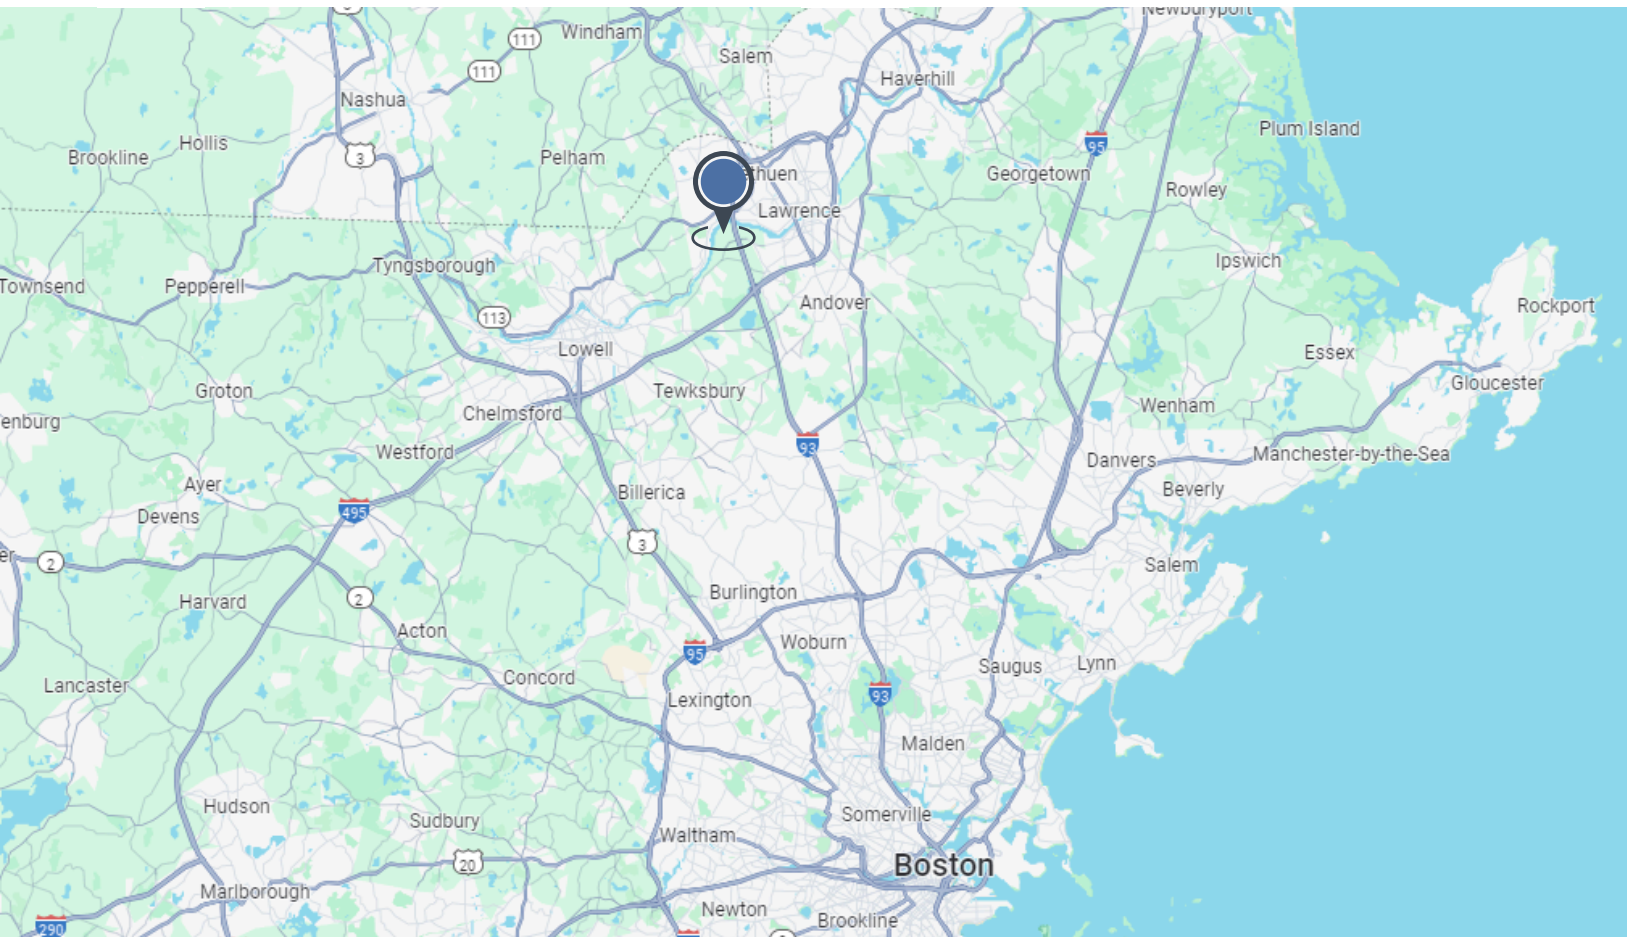 Newburyport
Windham
111
Salem
111
Haverhill
Nashua
Plum Island
Hollis
95
3
Brookline
Pelham
thuen
Georgetown
Rowley
Lawrence
Tyngsborough
Ipswich
Townsend
Pepperell
Andover
Rockport
113
Lowell
Essex
Groton
Tewksbury
Gloucester
Wenham
Chelmsford
enburg
93
Westford
Manchester-by-the-Sea
Danvers
Ayer
Billerica
Beverly
495
Devens
3
er
2
Salem
Burlington
2
Harvard
Acton
Woburn
95
Saugus
Lynn
Concord
Lancaster
93
Lexington
Malden
Hudson
Somerville
Sudbury
Waltham
20
Boston
Marlborough
Newton
Brookline
290